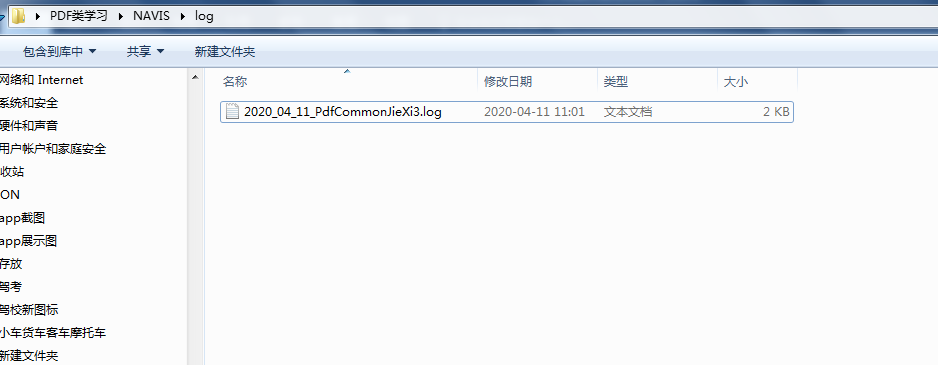 PDF类学习 NAVIS log
包含到库中 共享 新建文件夹
名称 修改日期 类型 大小
2020_04_11_PdfCommonJieXi3.log 2020-04-11 11:01 文本文档 2 KB
网络和 Internet
系统和安全
硬件和声音
用户帐户和家庭安全
收站
ON
app截图
app展示图
存放
驾考
驾校新图标
小车货车客车摩托车
新建文件夹